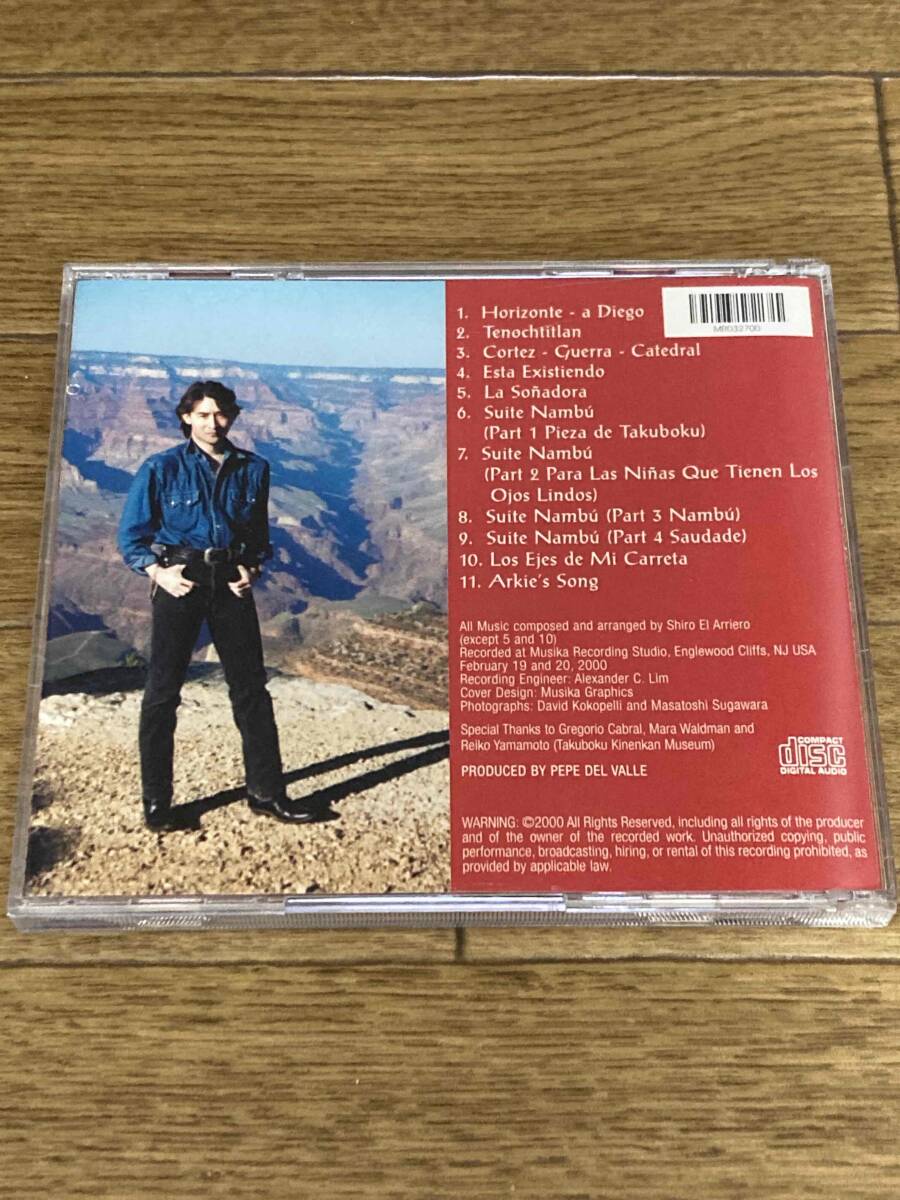 MR032700
1. Horizonte - a Diego
2. Tenochtitlan
3. Cortez - Guerra - Catedral
4. Esta Existiendo
5. La Soñadora
6. Suite Nambú
(Part 1 Pieza de Takuboku)
7. Suite Nambú
(Part 2 Para Las Niñas Que Tienen Los
Ojos Lindos)
8. Suite Nambú (Part 3 Nambú)
9. Suite Nambú (Part 4 Saudade)
10. Los Ejes de Mi Carreta
11. Arkie's Song
All Music composed and arranged by Shiro El Arriero
(except 5 and 10)
Recorded at Musika Recording Studio, Englewood Cliffs, NJ USA
February 19 and 20, 2000
Recording Engineer: Alexander C. Lim
Cover Design: Musika Graphics
Photographs: David Kokopelli and Masatoshi Sugawara
Special Thanks to Gregorio Cabral, Mara Waldman and
Reiko Yamamoto (Takuboku Kinenkan Museum)
PRODUCED BY PEPE DEL VALLE
COMPACT
disc
DIGITAL AUDIO
WARNING: ©2000 All Rights Reserved, including all rights of the producer
and of the owner of the recorded work. Unauthorized copying, public
performance, broadcasting, hiring, or rental of this recording prohibited, as
provided by applicable law.